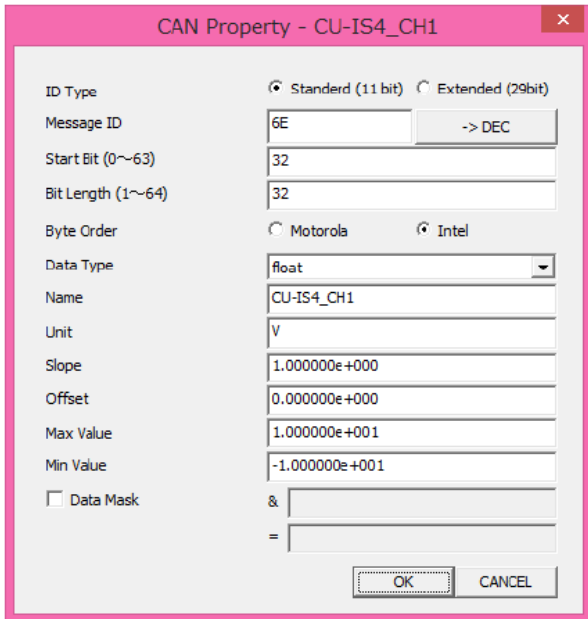 CAN Property - CU-IS4_CH1
×
ID Type Standerd (11 bit) Extended (29bit)
Message ID 6E -> DEC
Start Bit (0～63) 32
Bit Length (1～64) 32
Byte Order Motorola Intel
Data Type float
Name CU-IS4_CH1
Unit V
Slope 1.000000e+000
Offset 0.000000e+000
Max Value 1.000000e+001
Min Value -1.000000e+001
Data Mask &
=
OK CANCEL